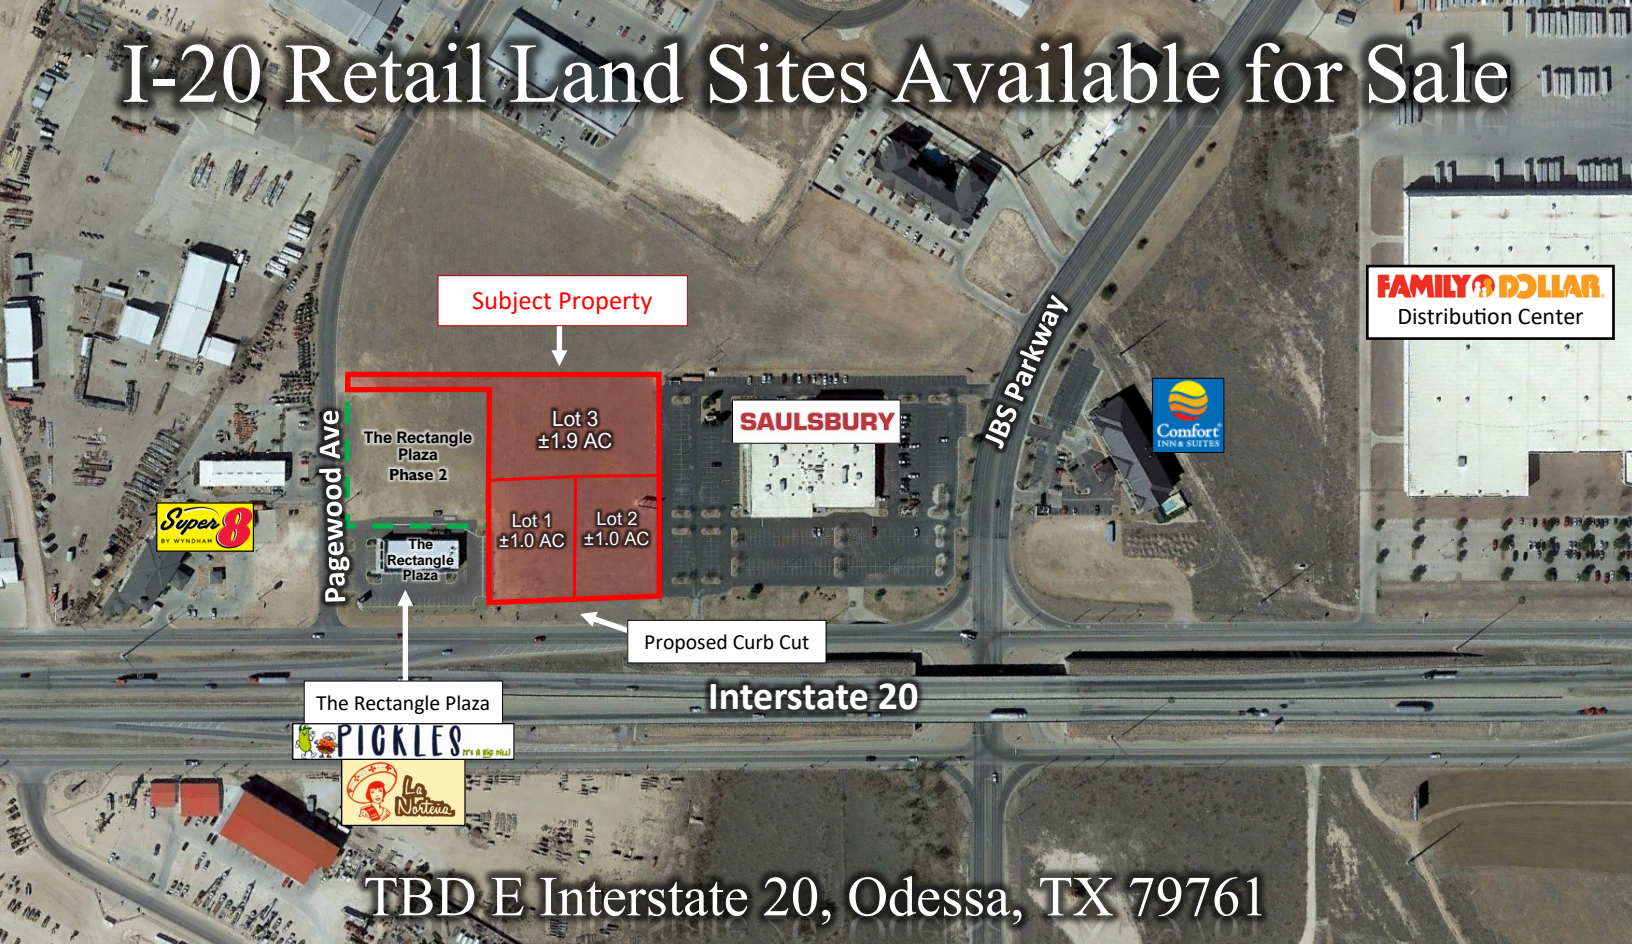 I-20 Retail Land Sites Available for Sale
Subject Property
FAMILY DOLLAR
Distribution Center
JBS Parkway
Comfort
INN & SUITES
SAULSBURY
Lot 3
±1.9 AC
The Rectangle
Plaza
Phase 2
Pagewood Ave
Super 8
BY WYNDHAM
Lot 1
±1.0 AC
Lot 2
±1.0 AC
The
Rectangle
Plaza
Proposed Curb Cut
Interstate 20
The Rectangle Plaza
PICKLES
IT'S A BIG DILL!
La
Norteña
TBD E Interstate 20, Odessa, TX 79761